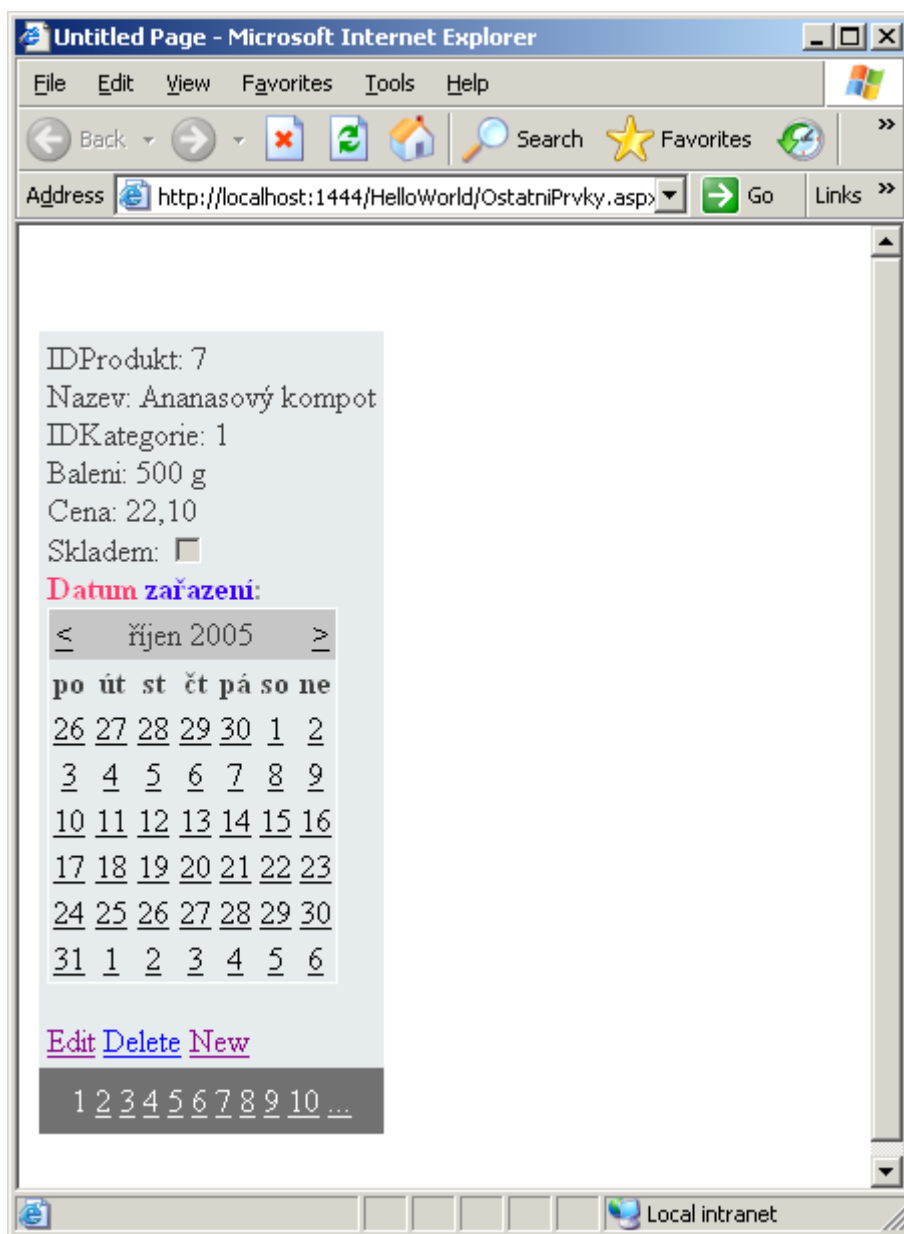 Untitled Page - Microsoft Internet Explorer
File Edit View Favorites Tools Help
Back Search Favorites »
Address http://localhost:1444/HelloWorld/OstatniPrvky.aspx Go Links »
IDProdukt: 7
Nazev: Ananasový kompot
IDKategorie: 1
Baleni: 500 g
Cena: 22,10
Skladem:
Datum zařazení:
< říjen 2005 >
po út st čt pá so ne
26 27 28 29 30 1 2
3 4 5 6 7 8 9
10 11 12 13 14 15 16
17 18 19 20 21 22 23
24 25 26 27 28 29 30
31 1 2 3 4 5 6
Edit Delete New
1 2 3 4 5 6 7 8 9 10 ...
Local intranet